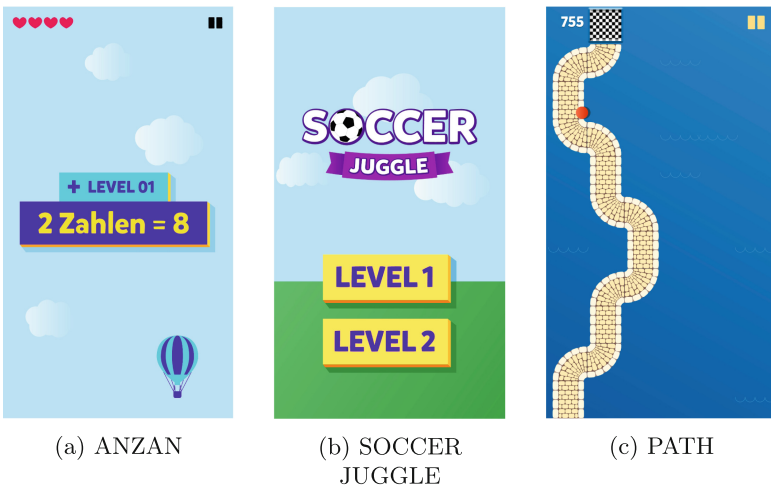 + LEVEL 01
2 Zahlen = 8
SOCCER
JUGGLE
LEVEL 1
LEVEL 2
755
(a) ANZAN
(b) SOCCER
JUGGLE
(c) PATH